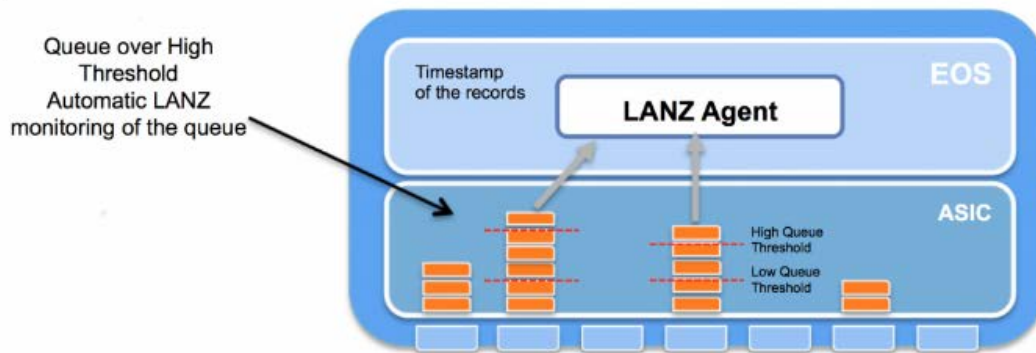 Queue over High
Threshold
Automatic LANZ
monitoring of the queue
Timestamp
of the records
EOS
LANZ Agent
ASIC
High Queue
Threshold
Low Queue
Threshold